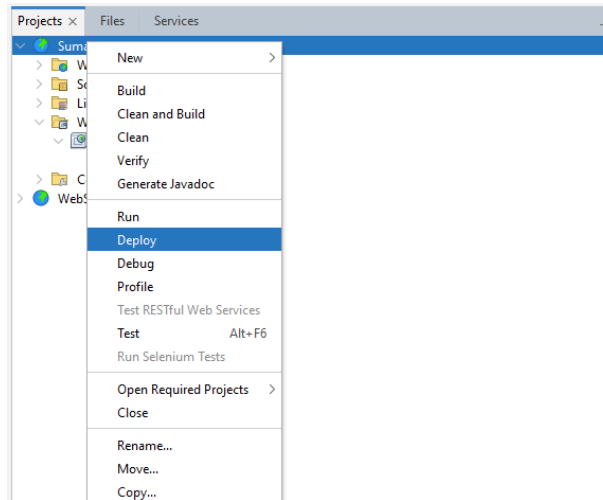 Projects × Files Services
Suma
New
W
Build
So
Clean and Build
Li
W
Clean
Verify
Generate Javadoc
C
WebS
Run
Deploy
Debug
Profile
Test RESTful Web Services
Test Alt+F6
Run Selenium Tests
Open Required Projects
Close
Rename...
Move...
Copy...